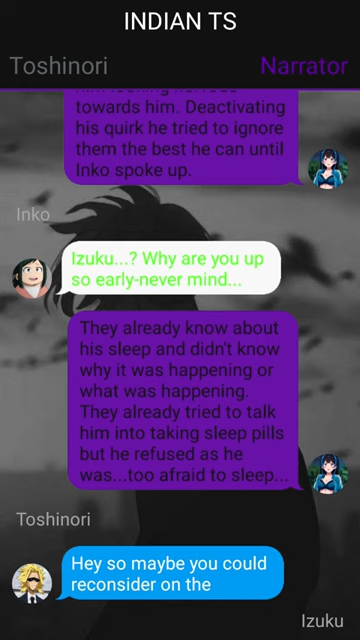 INDIAN TS
Toshinori
Narrator
him looking nervous
towards him. Deactivating
his quirk he tried to ignore
them the best he can until
Inko spoke up.
Inko
Izuku...? Why are you up
so early-never mind...
They already know about
his sleep and didn't know
why it was happening or
what was happening.
They already tried to talk
him into taking sleep pills
but he refused as he
was...too afraid to sleep...
Toshinori
Hey so maybe you could
reconsider on the
Izuku